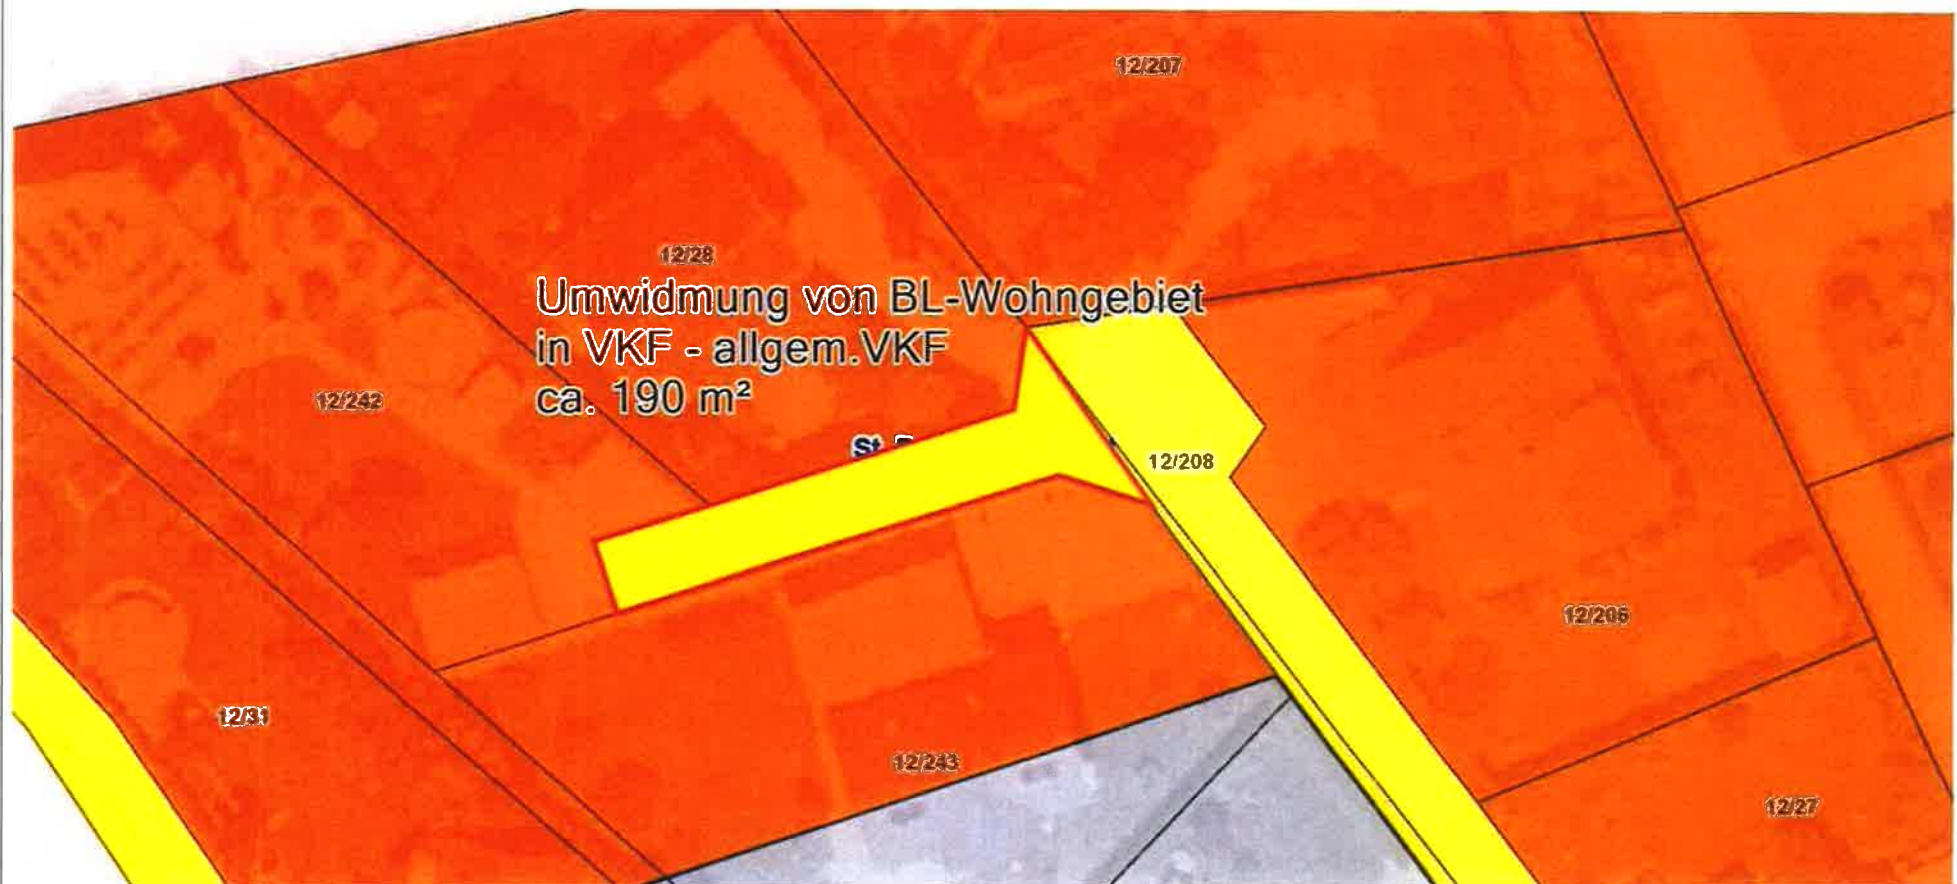 12/207
12/28
Umwidmung von BL-Wohngebiet
in VKF - allgem.VKF
ca. 190 m²
12/242
St.
12/208
12/206
12/31
12/243
12/27